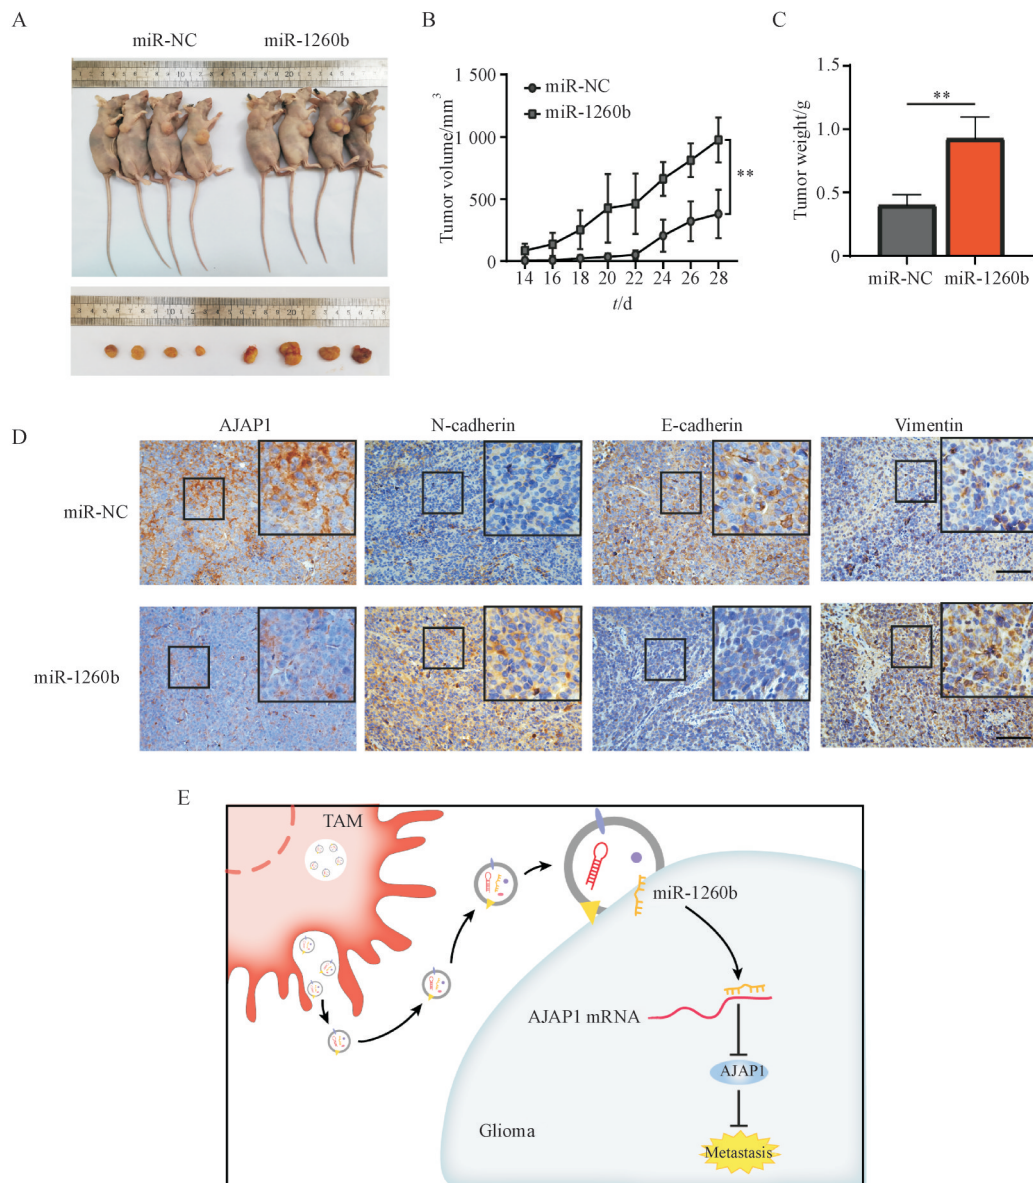 A
miR-NC
miR-1260b
B
1 500
1 000
500
0
Tumor volume/mm³
miR-NC
miR-1260b
**
14 16 18 20 22 24 26 28
t/d
C
1.5
1.0
0.5
0.0
Tumor weight/g
**
miR-NC miR-1260b
D
AJAP1
N-cadherin
E-cadherin
Vimentin
miR-NC
miR-1260b
E
TAM
miR-1260b
AJAP1 mRNA
AJAP1
Glioma
Metastasis